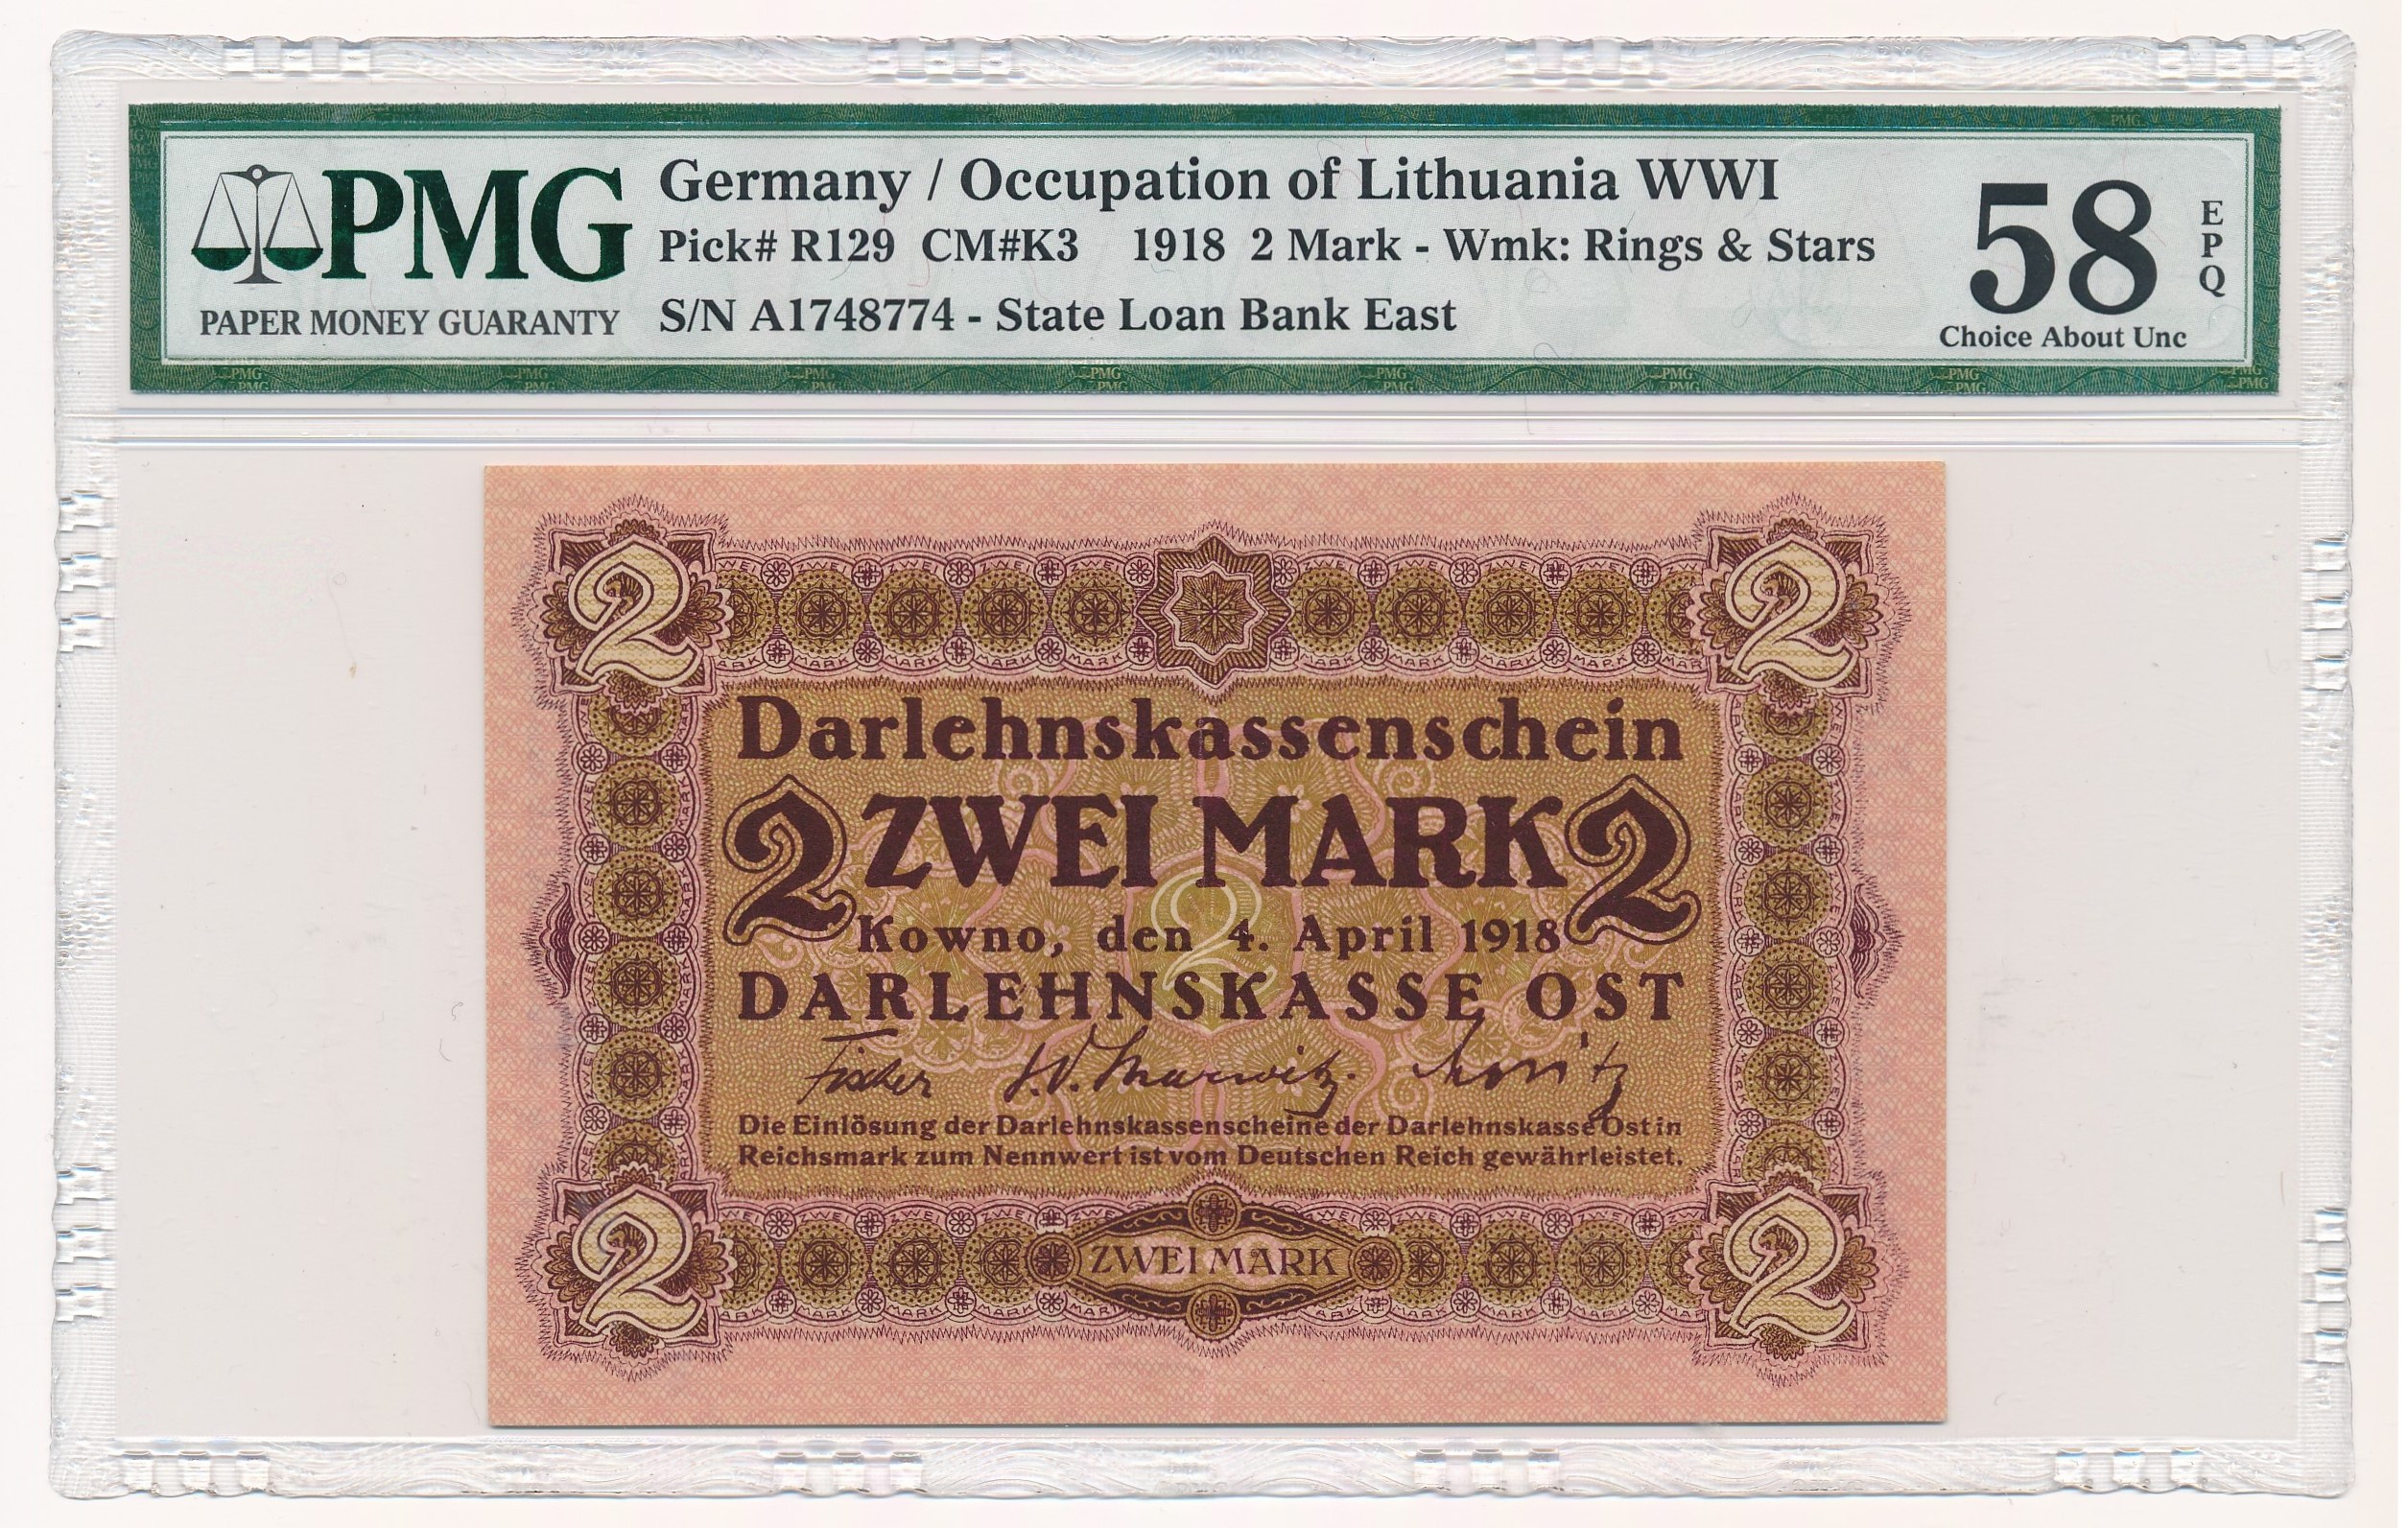 PMG
PAPER MONEY GUARANTY
Germany / Occupation of Lithuania WWI
Pick# R129 CM#K3 1918 2 Mark - Wmk: Rings & Stars
S/N A1748774 - State Loan Bank East
58
EPQ
Choice About Unc
2 2
Darlehnskassenschein
2 ZWEI MARK 2
2
Kowno, den 4. April 1918
DARLEHNSKASSE OST
Fischer
Die Einlösung der Darlehnskassenscheine der Darlehnskasse Ost in
Reichsmark zum Nennwert ist vom Deutschen Reich gewährleistet.
2 ZWEI MARK 2